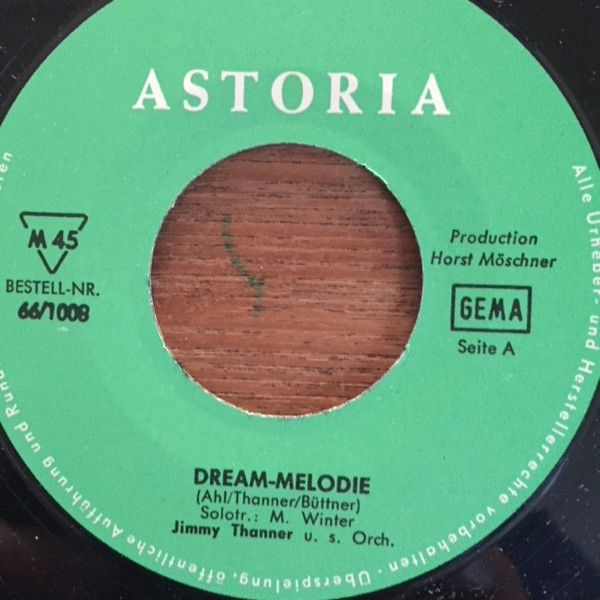 ASTORIA
M 45
BESTELL-NR.
66/1008
Production
Horst Möschner
GEMA
Seite A
DREAM-MELODIE
(Ahl/Thanner/Büttner)
Solotr.: M. Winter
Jimmy Thanner u. s. Orch.
Alle Urheber- und Herstellerrechte vorbehalten · Überspielung, öffentliche Aufführung und